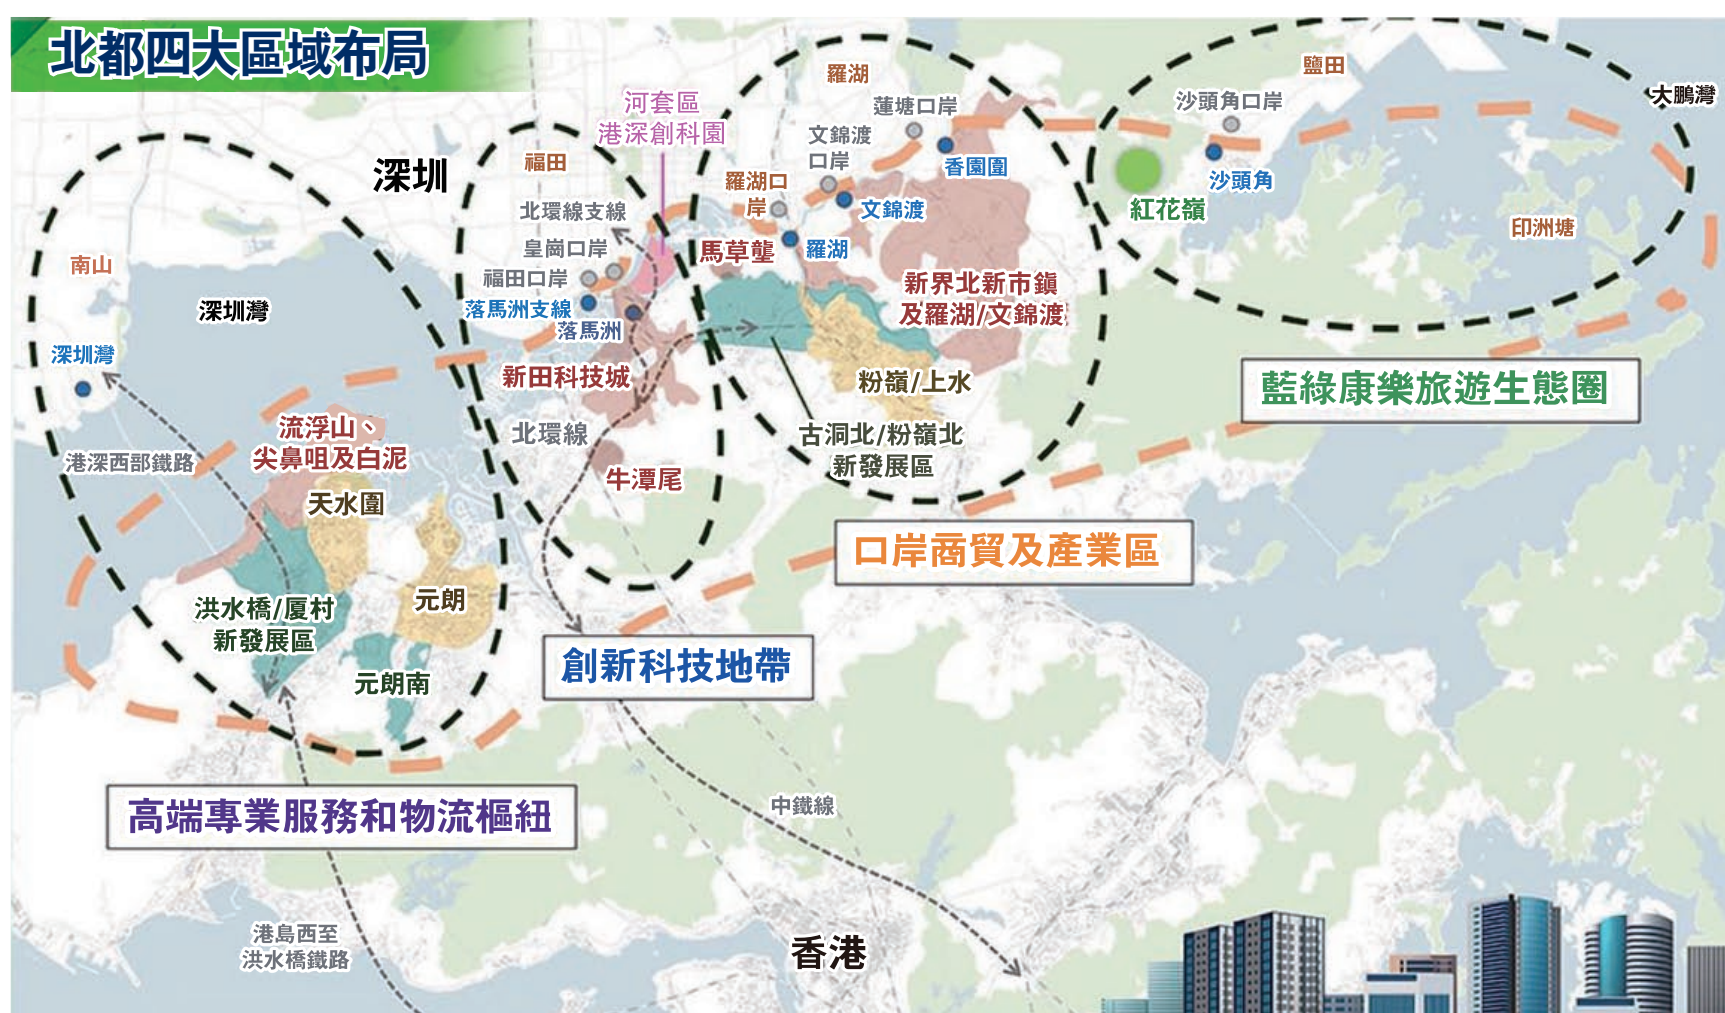 北都四大區域布局
河套區
港深創科園
深圳
福田
北環線支線
皇崗口岸
福田口岸
落馬洲支線
落馬洲
新田科技城
北環線
牛潭尾
羅湖
蓮塘口岸
文錦渡
口岸
香園圍
羅湖口
岸
文錦渡
馬草壟
羅湖
新界北新市鎮
及羅湖/文錦渡
粉嶺/上水
古洞北/粉嶺北
新發展區
鹽田
大鵬灣
沙頭角口岸
沙頭角
紅花嶺
印洲塘
藍綠康樂旅遊生態圈
口岸商貿及產業區
南山
深圳灣
深圳灣
流浮山、
尖鼻咀及白泥
港深西部鐵路
天水圍
洪水橋/厦村
新發展區
元朗
元朗南
創新科技地帶
高端專業服務和物流樞紐
中鐵線
港島西至
洪水橋鐵路
香港